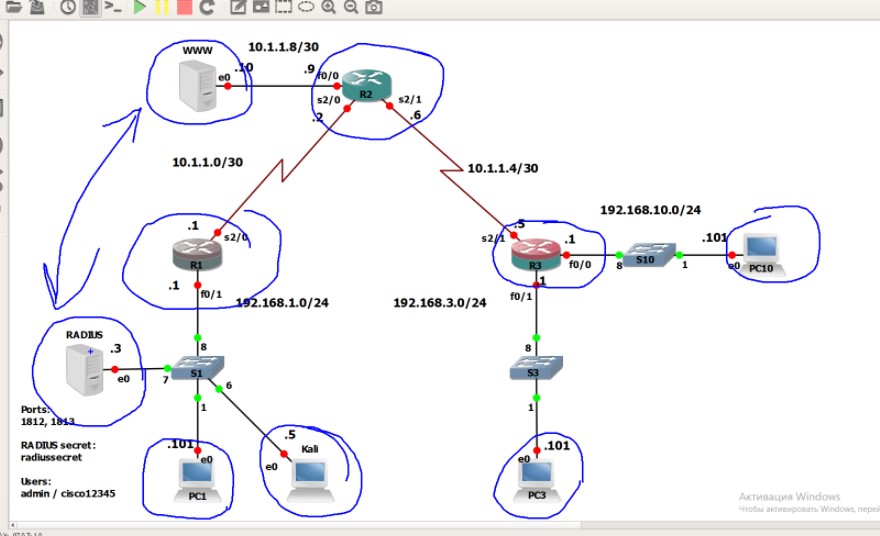 WWW
10.1.1.8/30
.10
.9
e0
f0/0
R2
s2/0
s2/1
.2
.6
10.1.1.0/30
10.1.1.4/30
192.168.10.0/24
.1
s2/0
R1
.1
f0/1
192.168.1.0/24
.5
s2/1
.1
R3
f0/0
8
S10
1
.101
e0
PC10
192.168.3.0/24
.1
f0/1
RADIUS
.3
e0
7
8
S1
6
1
8
S3
1
Ports:
1812, 1813
RADIUS secret:
radiussecret
Users:
admin / cisco12345
.101
e0
PC1
.5
Kali
e0
.101
e0
PC3
Активация Windows
Чтобы активировать Windows, перей